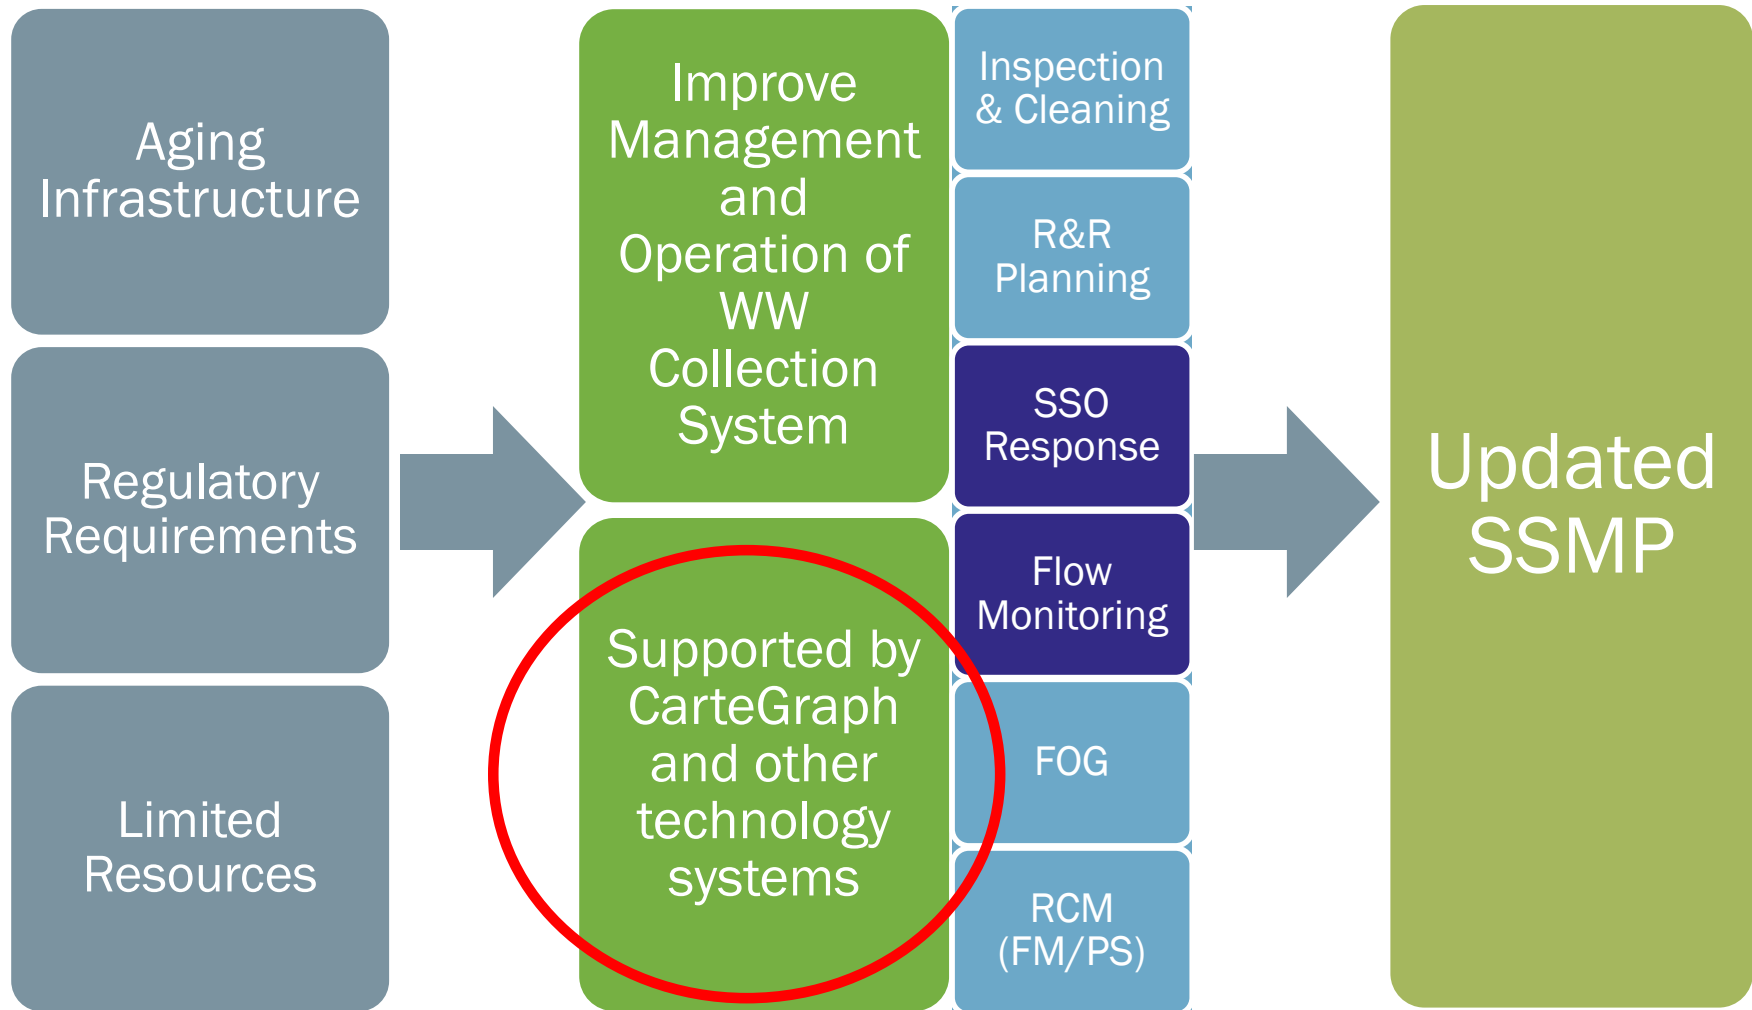 Aging
Infrastructure
Regulatory
Requirements
Limited
Resources
Improve
Management
and
Operation of
WW
Collection
System
Supported by
CarteGraph
and other
technology
systems
Inspection
& Cleaning
R&R
Planning
SSO
Response
Flow
Monitoring
FOG
RCM
(FM/PS)
Updated
SSMP